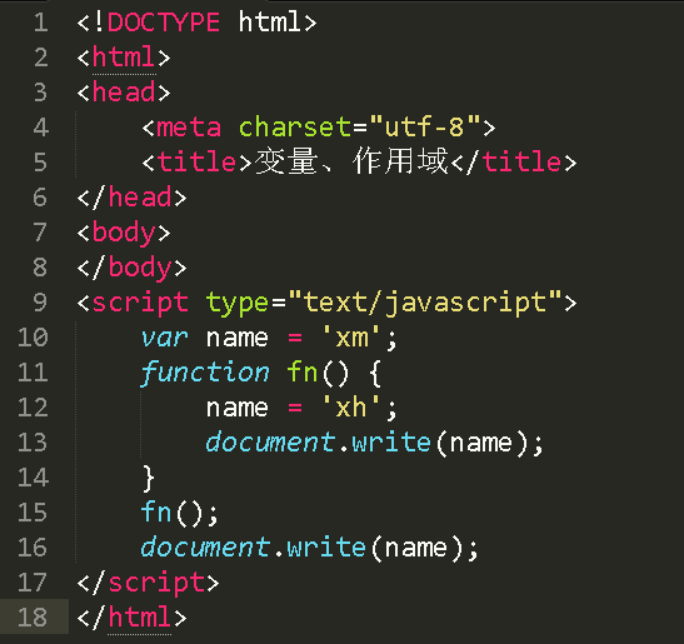 1 <!DOCTYPE html>
2 <html>
3 <head>
4     <meta charset="utf-8">
5     <title>变量、作用域</title>
6 </head>
7 <body>
8 </body>
9 <script type="text/javascript">
10     var name = 'xm';
11     function fn() {
12         name = 'xh';
13         document.write(name);
14     }
15     fn();
16     document.write(name);
17 </script>
18 </html>